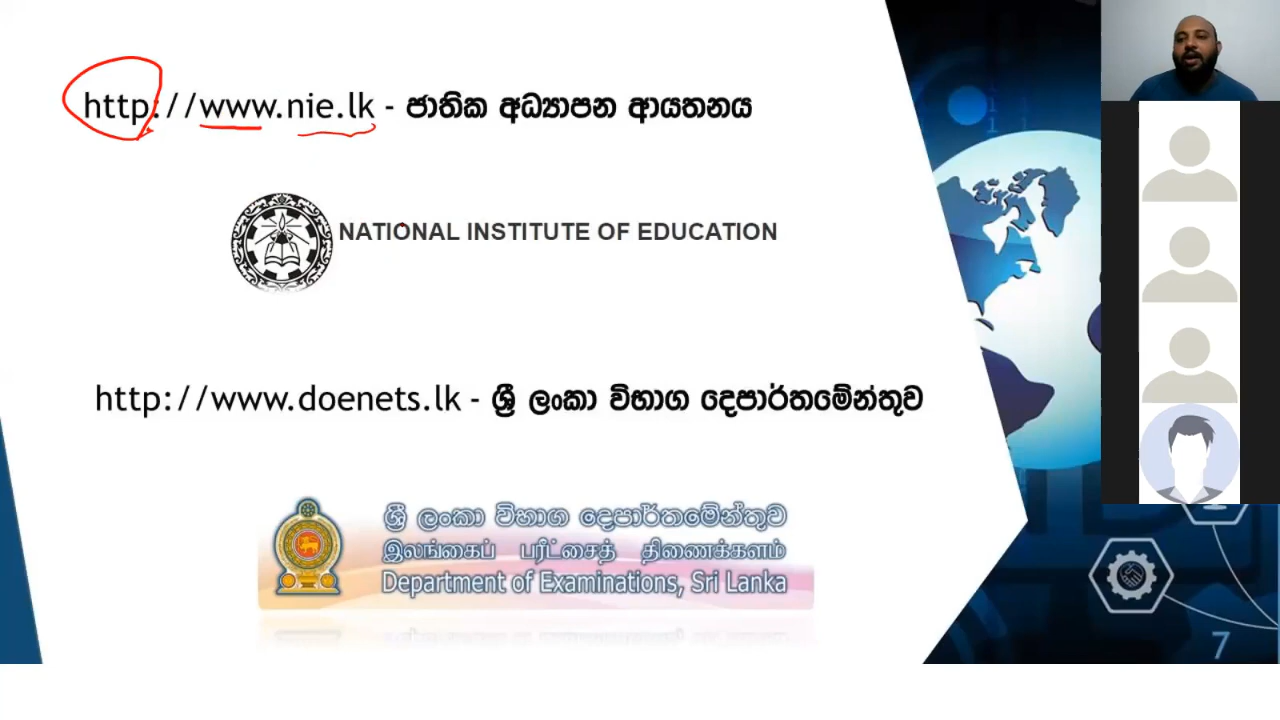 http://www.nie.lk - ජාතික අධ්‍යාපන ආයතනය
NATIONAL INSTITUTE OF EDUCATION
http://www.doenets.lk - ශ්‍රී ලංකා විභාග දෙපාර්තමේන්තුව
ශ්‍රී ලංකා විභාග දෙපාර්තමේන්තුව
இலங்கைப் பரீட்சைத் திணைக்களம்
Department of Examinations, Sri Lanka
7